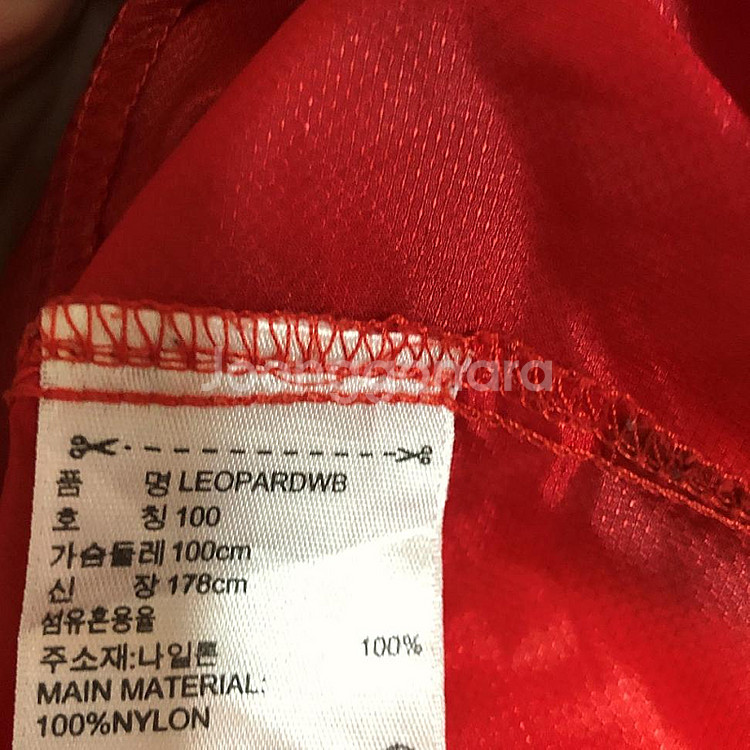 Joonggonara
품 명 LEOPARDWB
호 칭 100
가슴둘레 100cm
신 장 178cm
섬유혼용율
주소재:나일론 100%
MAIN MATERIAL:
100%NYLON